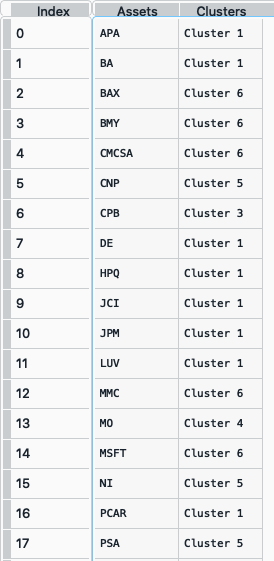 Index Assets Clusters
0 APA Cluster 1
1 BA Cluster 1
2 BAX Cluster 6
3 BMY Cluster 6
4 CMCSA Cluster 6
5 CNP Cluster 5
6 CPB Cluster 3
7 DE Cluster 1
8 HPQ Cluster 1
9 JCI Cluster 1
10 JPM Cluster 1
11 LUV Cluster 1
12 MMC Cluster 6
13 MO Cluster 4
14 MSFT Cluster 6
15 NI Cluster 5
16 PCAR Cluster 1
17 PSA Cluster 5